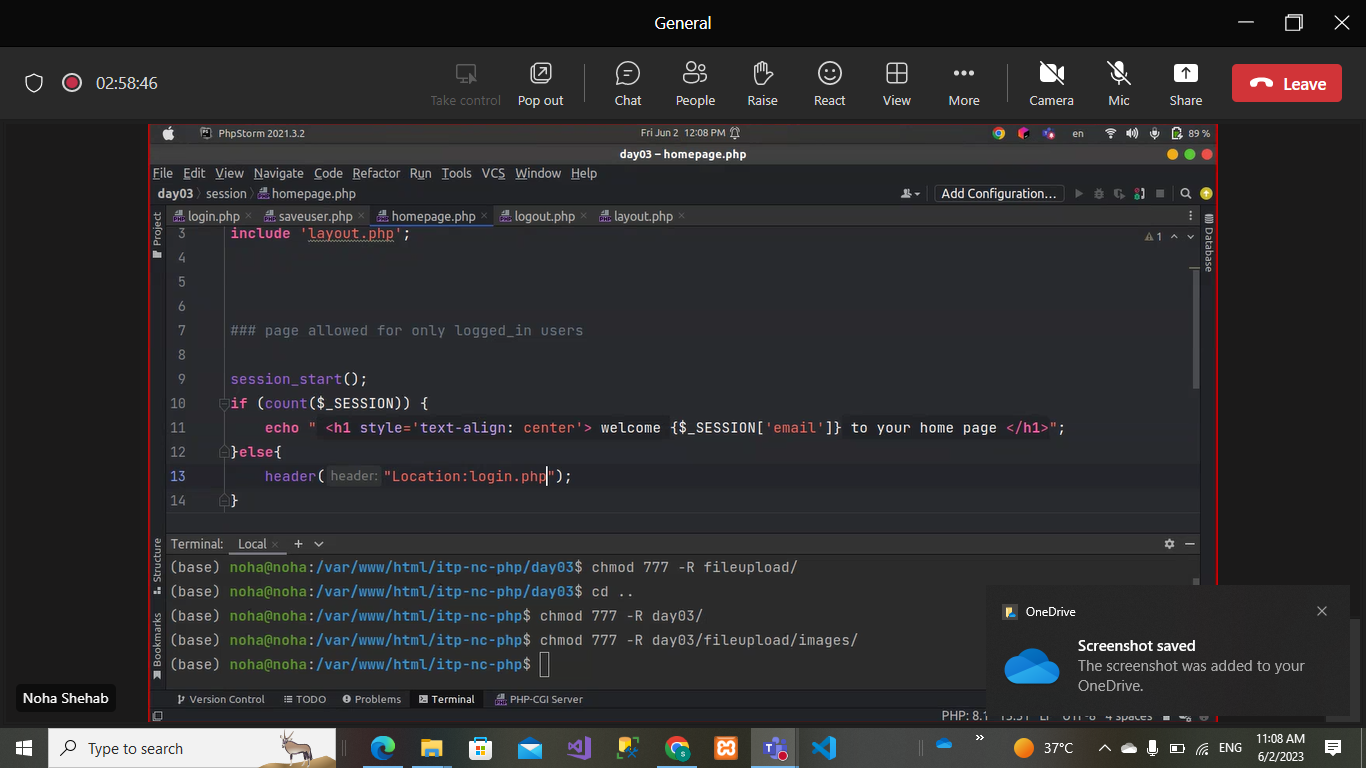 General
02:58:46
Take control Pop out Chat People Raise React View More Camera Mic Share Leave
PhpStorm 2021.3.2 Fri Jun 2 12:08 PM en 89 %
day03 – homepage.php
File Edit View Navigate Code Refactor Run Tools VCS Window Help
day03 session homepage.php Add Configuration...
login.php saveuser.php homepage.php logout.php layout.php
Project
Database
1
3 include 'layout.php';
4
5
6
7 ### page allowed for only logged_in users
8
9 session_start();
10 if (count($_SESSION)) {
11 echo " <h1 style='text-align: center'> welcome {$_SESSION['email']} to your home page </h1>";
12 }else{
13 header( header: "Location:login.php");
14 }
Structure
Bookmarks
Terminal: Local
(base) noha@noha:/var/www/html/itp-nc-php/day03$ chmod 777 -R fileupload/
(base) noha@noha:/var/www/html/itp-nc-php/day03$ cd ..
(base) noha@noha:/var/www/html/itp-nc-php$ chmod 777 -R day03/
(base) noha@noha:/var/www/html/itp-nc-php$ chmod 777 -R day03/fileupload/images/
(base) noha@noha:/var/www/html/itp-nc-php$
Version Control TODO Problems Terminal PHP-CGI Server
PHP: 8.1
Noha Shehab
OneDrive
Screenshot saved
The screenshot was added to your
OneDrive.
Type to search
37°C ENG 11:08 AM
6/2/2023